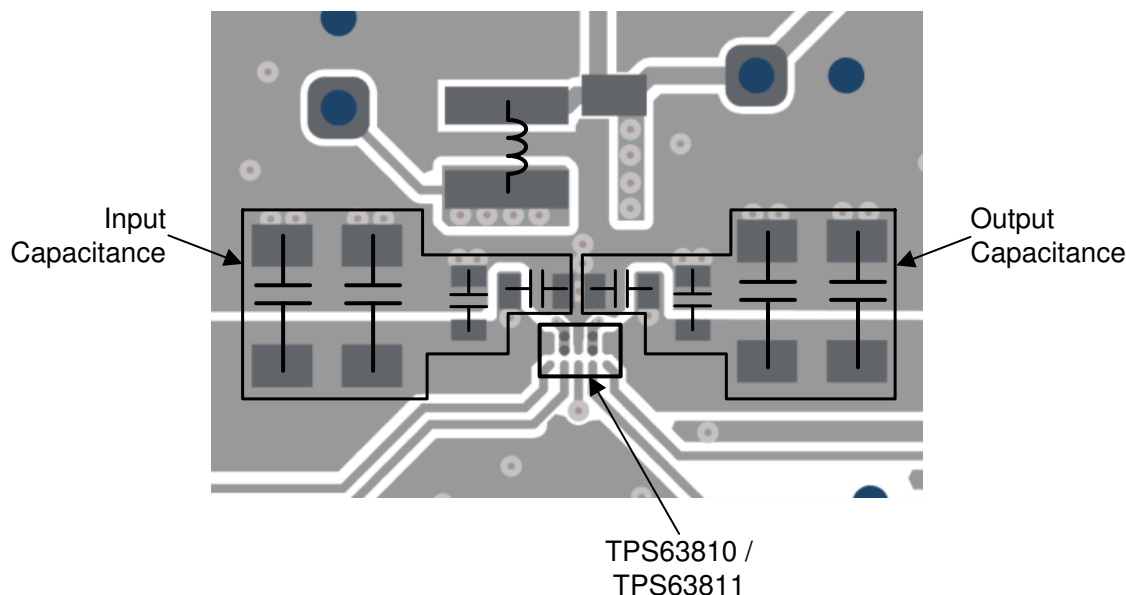 Input
Capacitance
Output
Capacitance
TPS63810 /
TPS63811